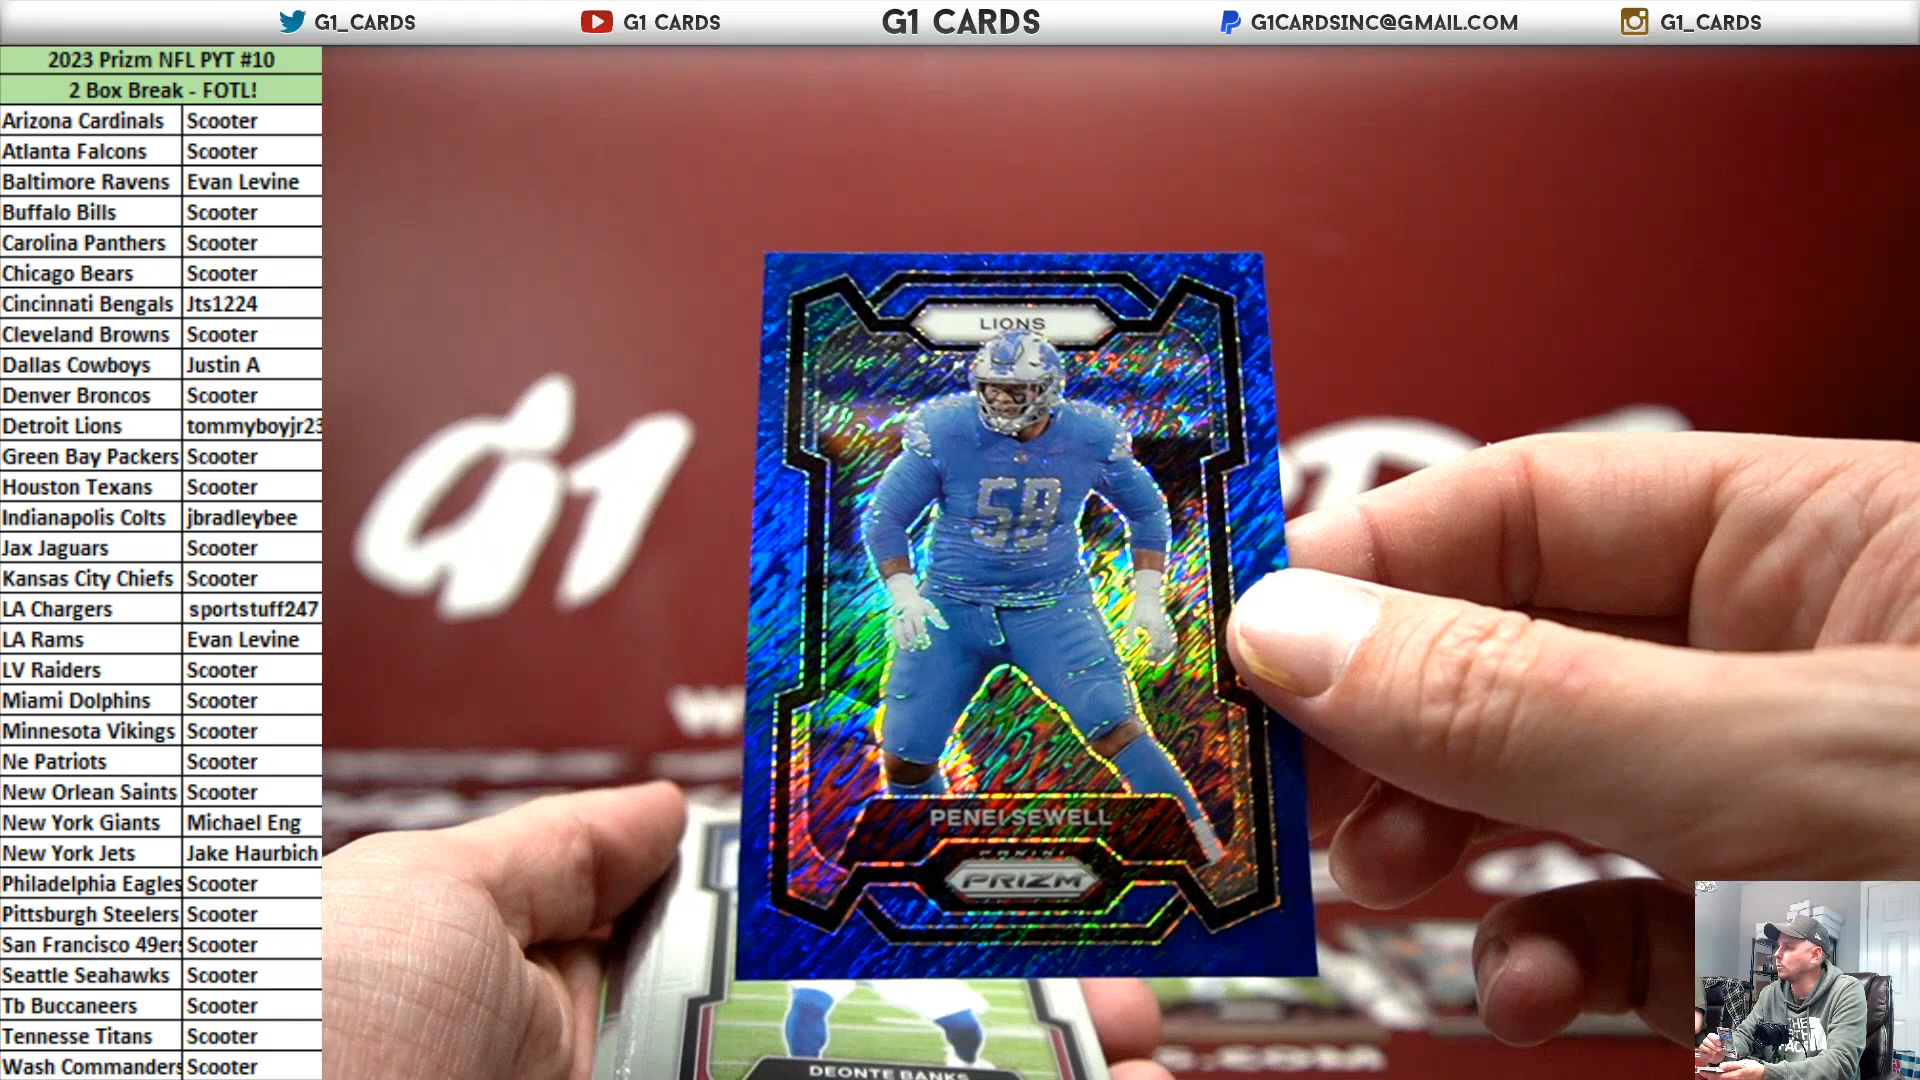 G1_CARDS
G1 CARDS
G1 CARDS
G1CARDSINC@GMAIL.COM
G1_CARDS
2023 Prizm NFL PYT #10
2 Box Break - FOTL!
Arizona Cardinals Scooter
Atlanta Falcons Scooter
Baltimore Ravens Evan Levine
Buffalo Bills Scooter
Carolina Panthers Scooter
Chicago Bears Scooter
Cincinnati Bengals Jts1224
Cleveland Browns Scooter
Dallas Cowboys Justin A
Denver Broncos Scooter
Detroit Lions tommyboyjr23
Green Bay Packers Scooter
Houston Texans Scooter
Indianapolis Colts jbradleybee
Jax Jaguars Scooter
Kansas City Chiefs Scooter
LA Chargers sportstuff247
LA Rams Evan Levine
LV Raiders Scooter
Miami Dolphins Scooter
Minnesota Vikings Scooter
Ne Patriots Scooter
New Orlean Saints Scooter
New York Giants Michael Eng
New York Jets Jake Haurbich
Philadelphia Eagles Scooter
Pittsburgh Steelers Scooter
San Francisco 49ers Scooter
Seattle Seahawks Scooter
Tb Buccaneers Scooter
Tennesse Titans Scooter
Wash Commanders Scooter
G1
LIONS
58
PENEI SEWELL
PANINI
PRIZM
DEONTE BANKS
THE
FACE